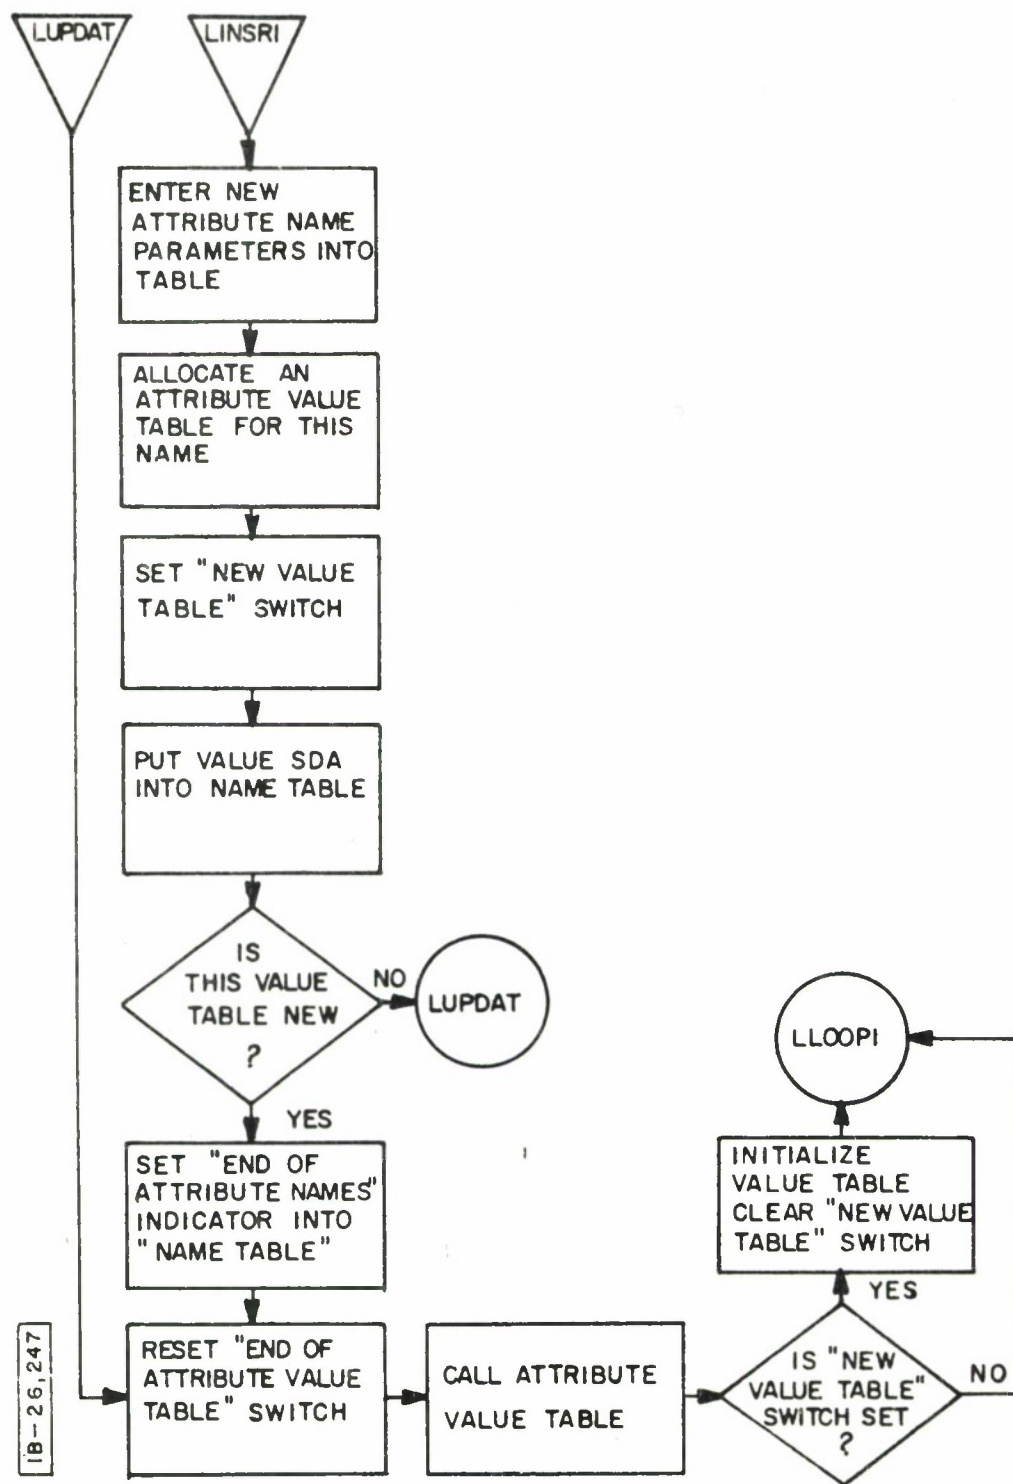 LUPDAT
LINSRI
ENTER NEW
ATTRIBUTE NAME
PARAMETERS INTO
TABLE
ALLOCATE AN
ATTRIBUTE VALUE
TABLE FOR THIS
NAME
SET "NEW VALUE
TABLE" SWITCH
PUT VALUE SDA
INTO NAME TABLE
IS
THIS VALUE
TABLE NEW
?
NO
LUPDAT
YES
SET "END OF
ATTRIBUTE NAMES"
INDICATOR INTO
"NAME TABLE"
RESET "END OF
ATTRIBUTE VALUE
TABLE" SWITCH
CALL ATTRIBUTE
VALUE TABLE
IS "NEW
VALUE TABLE"
SWITCH SET
?
NO
YES
INITIALIZE
VALUE TABLE
CLEAR "NEW VALUE
TABLE" SWITCH
LLOOPI
IB-26,247